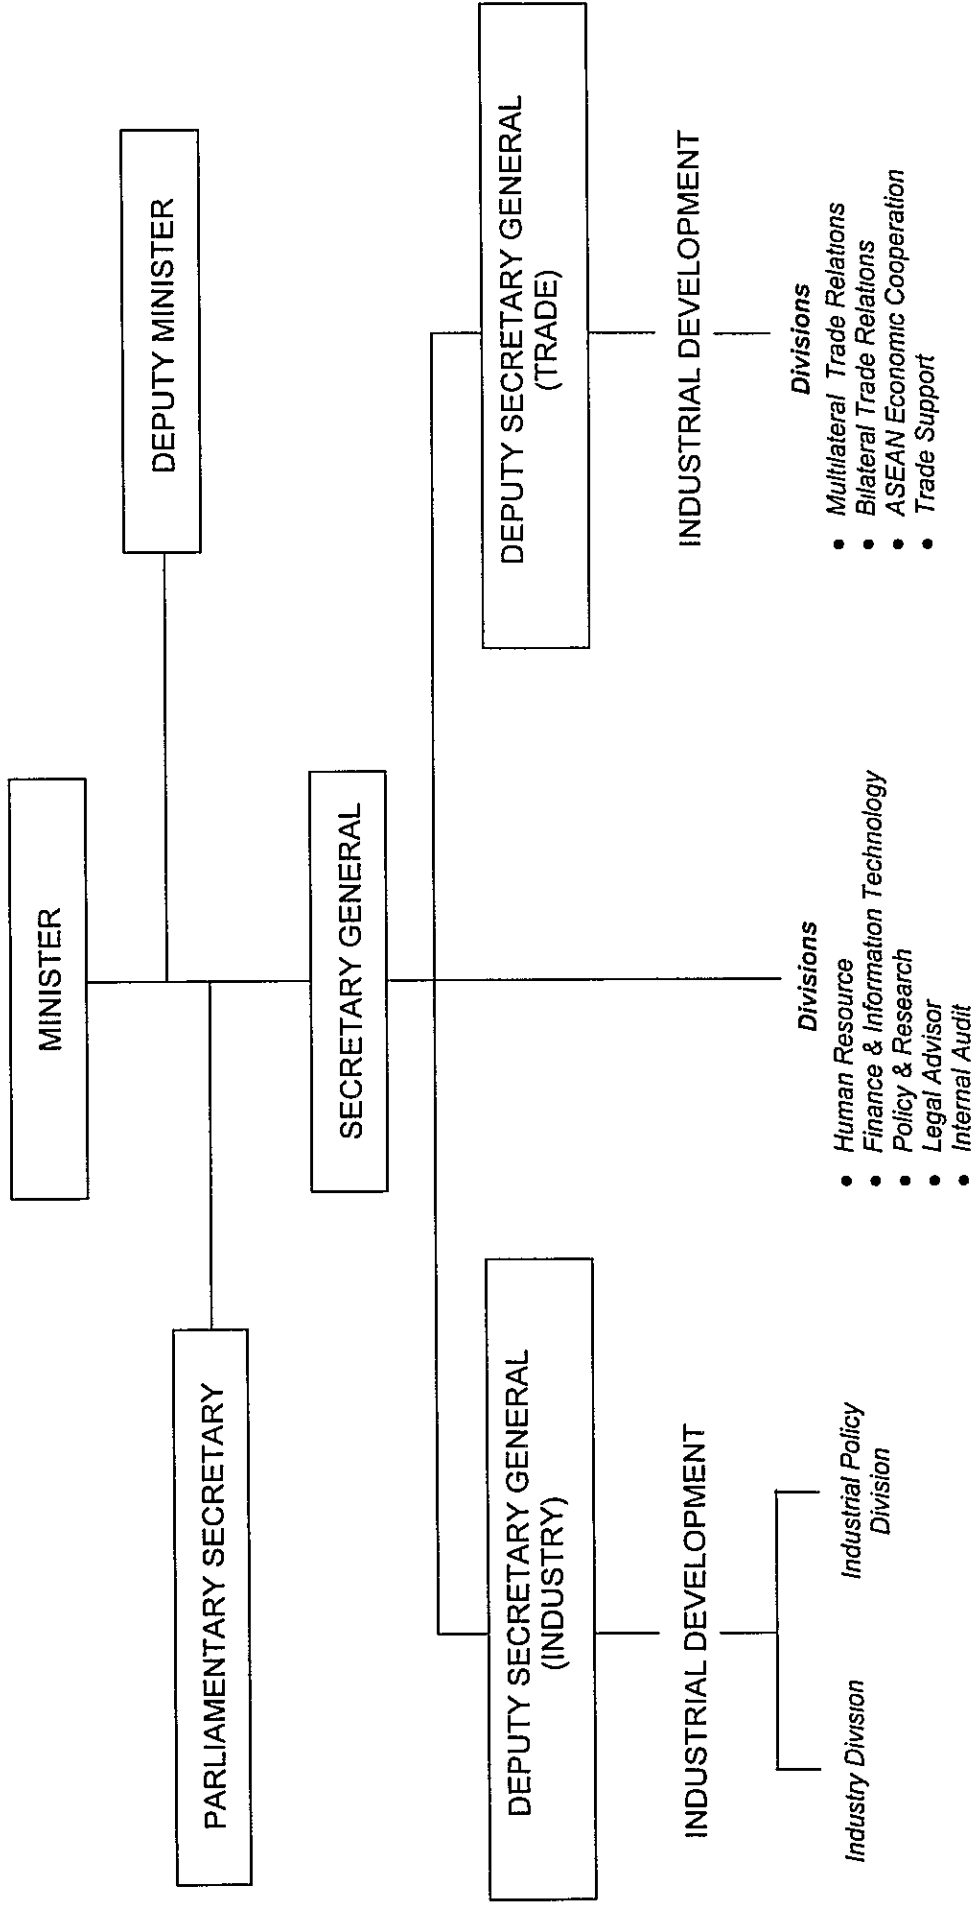 MINISTER
DEPUTY MINISTER
PARLIAMENTARY SECRETARY
SECRETARY GENERAL
DEPUTY SECRETARY GENERAL
(INDUSTRY)
DEPUTY SECRETARY GENERAL
(TRADE)
INDUSTRIAL DEVELOPMENT
INDUSTRIAL DEVELOPMENT
Industry Division
Industrial Policy
Division
Divisions
• Human Resource
• Finance & Information Technology
• Policy & Research
• Legal Advisor
• Internal Audit
Divisions
• Multilateral Trade Relations
• Bilateral Trade Relations
• ASEAN Economic Cooperation
• Trade Support